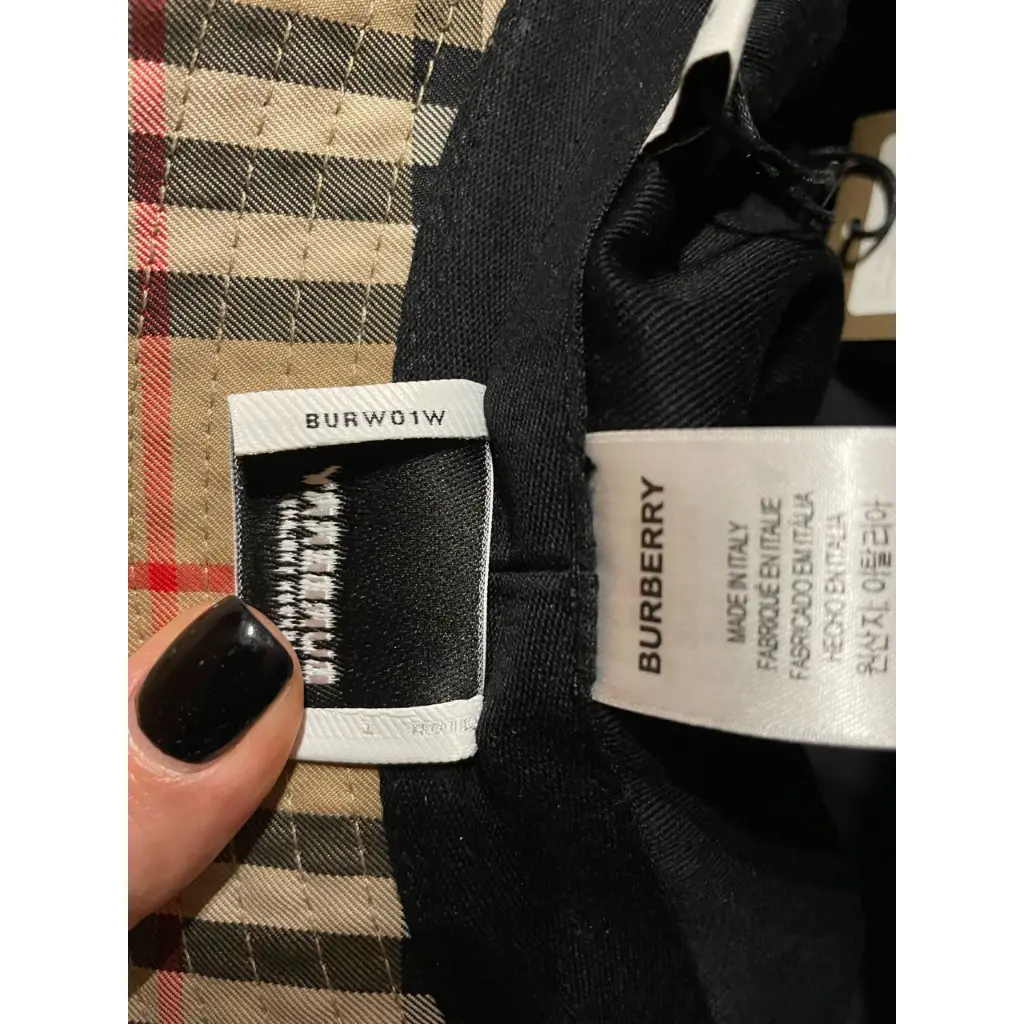 BURW01W
BURBERRY
MADE IN ITALY
FABRIQUÉ EN ITALIE
FABRICADO EM ITÁLIA
HECHO EN ITALIA
원산지: 이탈리아